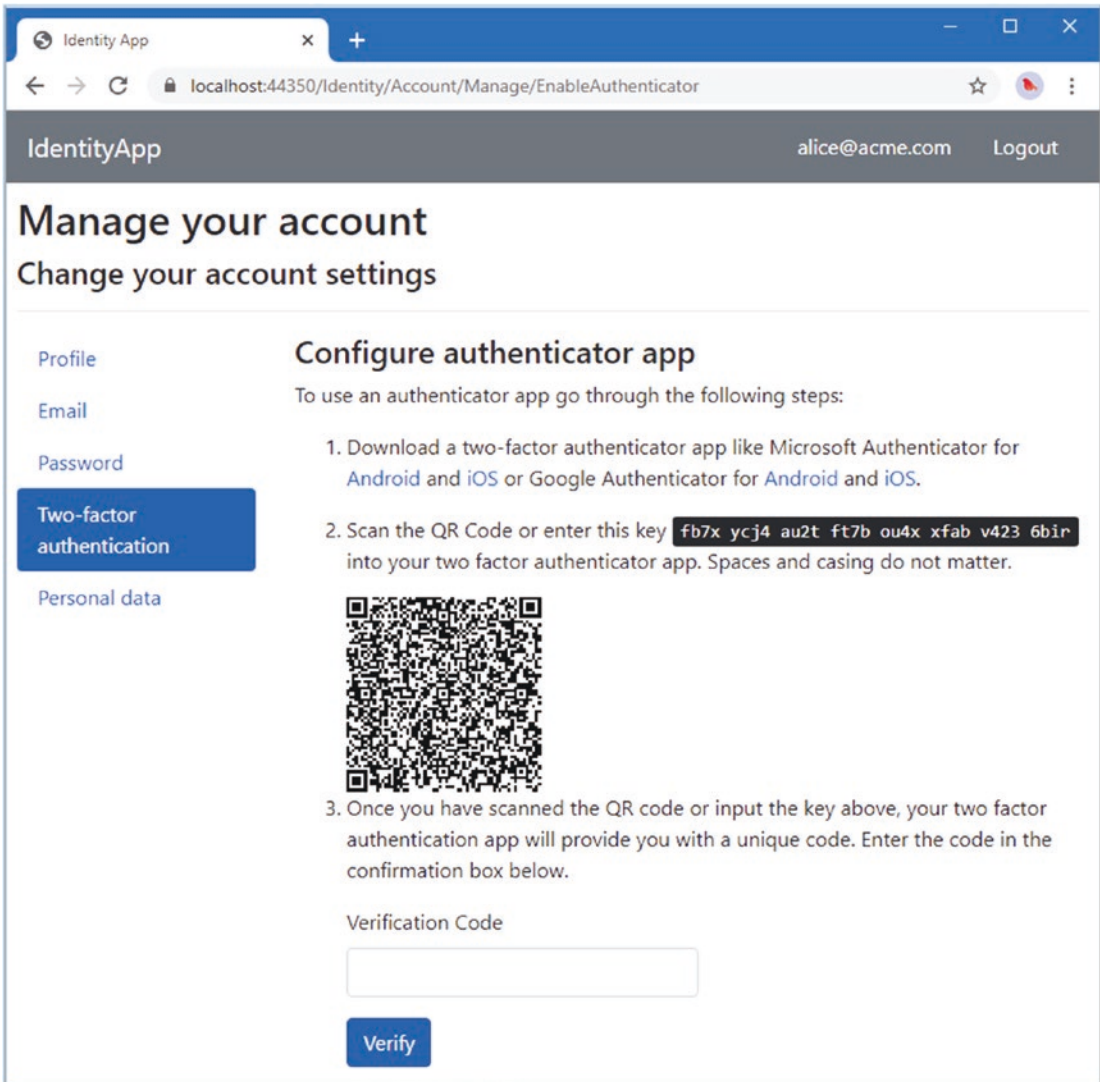 Identity App
localhost:44350/Identity/Account/Manage/EnableAuthenticator
IdentityApp alice@acme.com Logout
Manage your account
Change your account settings
Profile
Email
Password
Two-factor
authentication
Personal data
Configure authenticator app
To use an authenticator app go through the following steps:
1. Download a two-factor authenticator app like Microsoft Authenticator for
Android and iOS or Google Authenticator for Android and iOS.
2. Scan the QR Code or enter this key fb7x ycj4 au2t ft7b ou4x xfab v423 6bin
into your two factor authenticator app. Spaces and casing do not matter.
3. Once you have scanned the QR code or input the key above, your two factor
authentication app will provide you with a unique code. Enter the code in the
confirmation box below.
Verification Code
Verify